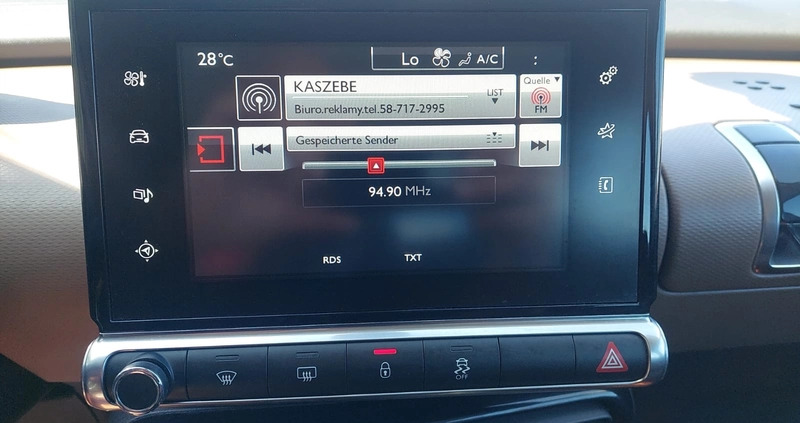 28°C
Lo A/C :
KASZEBE
Biuro.reklamy.tel.58-717-2995
LIST
Quelle
FM
Gespeicherte Sender
94.90 MHz
RDS TXT
OFF